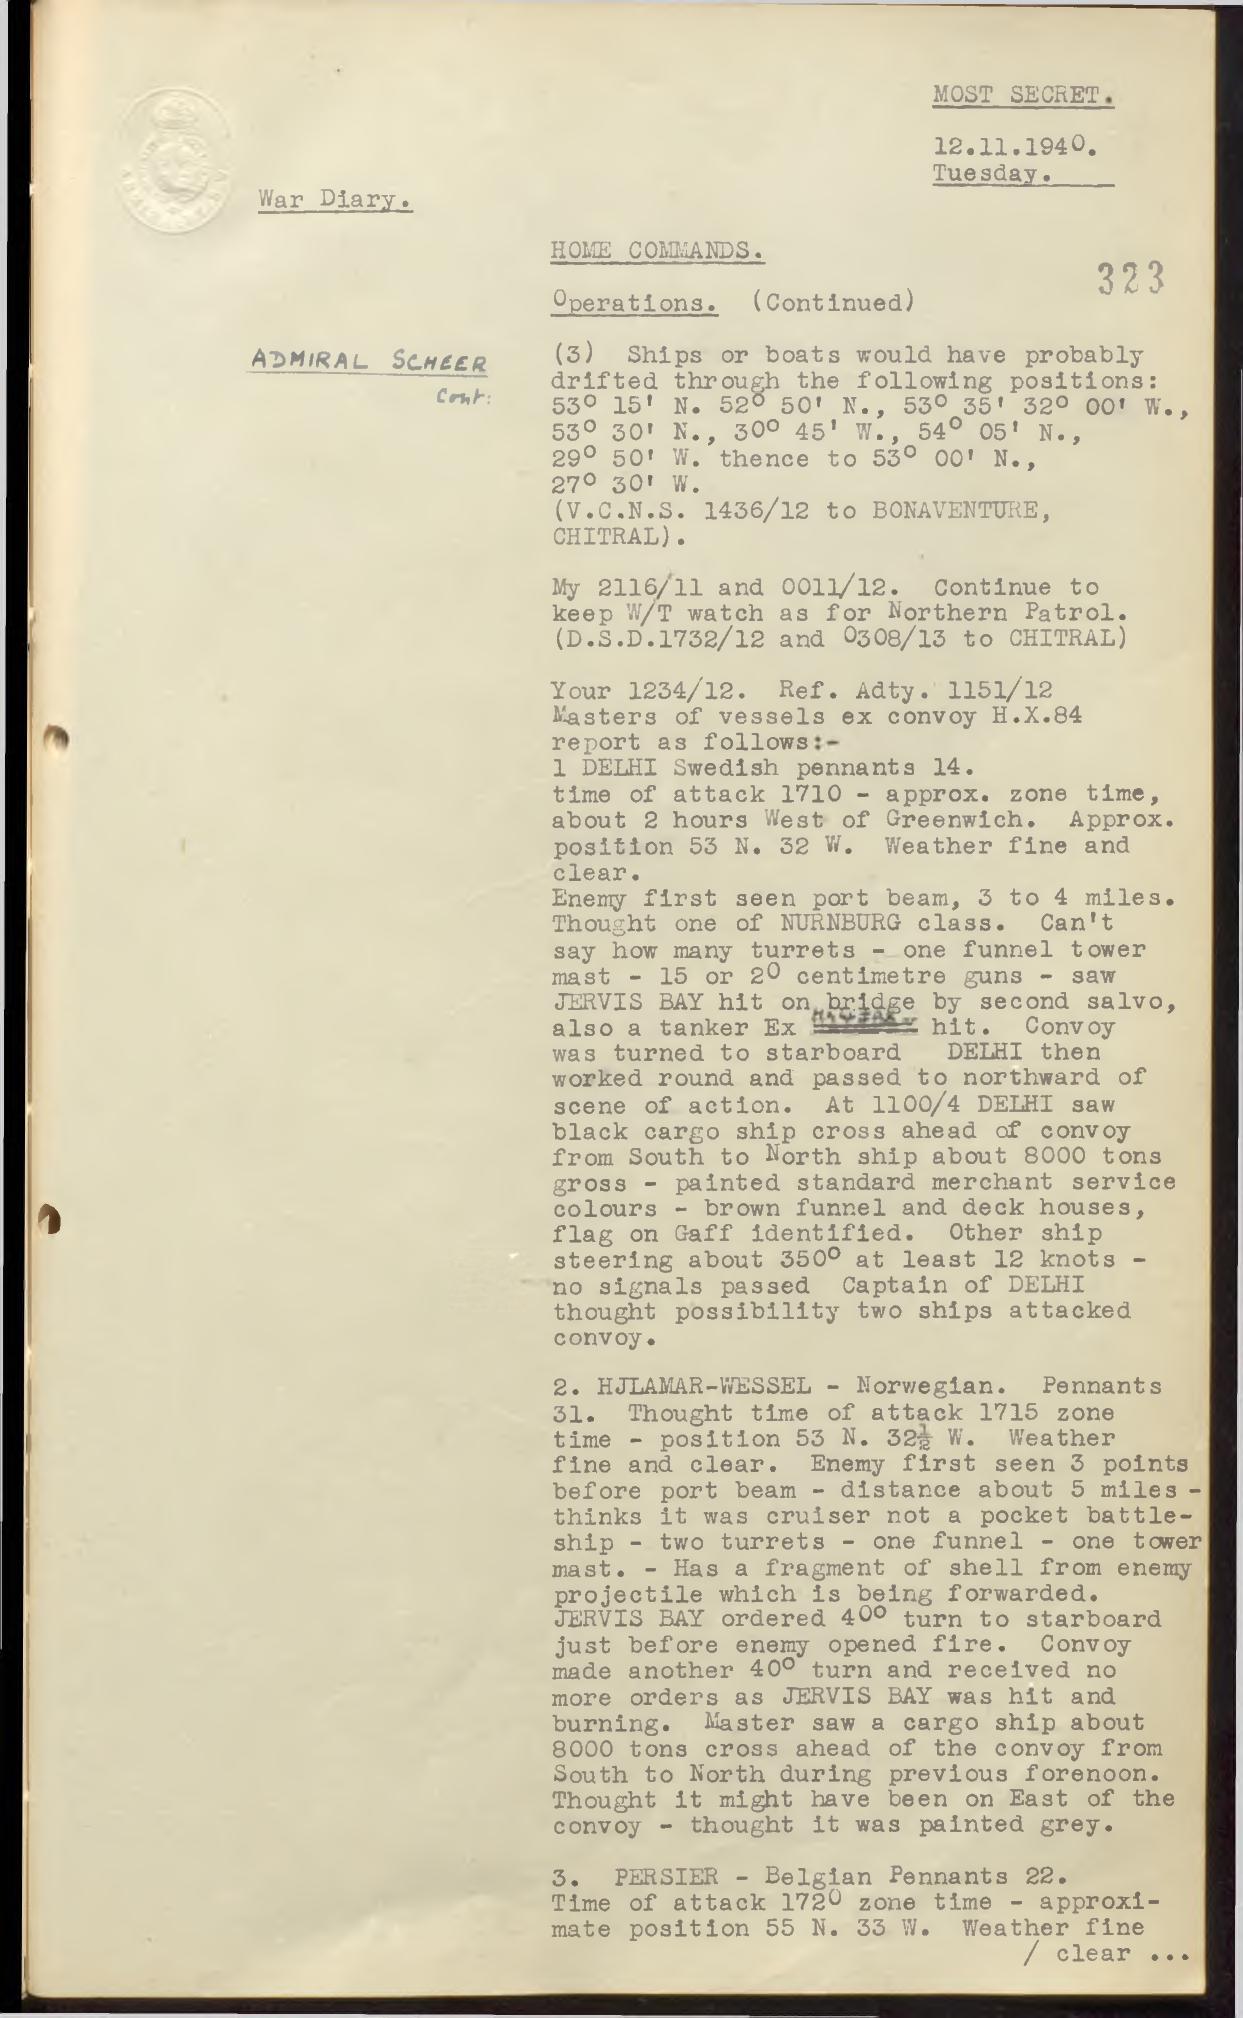 MOST SECRET.
12.11.1940.
Tuesday.
War Diary.
HOME COMMANDS.
323
Operations. (Continued)
ADMIRAL SCHEER
Cont:
(3) Ships or boats would have probably
drifted through the following positions:
53° 15' N. 52° 50' N., 53° 35' 32° 00' W.,
53° 30' N., 30° 45' W., 54° 05' N.,
29° 50' W. thence to 53° 00' N.,
27° 30' W.
(V.C.N.S. 1436/12 to BONAVENTURE,
CHITRAL).
My 2116/11 and 0011/12. Continue to
keep W/T watch as for Northern Patrol.
(D.S.D.1732/12 and 0308/13 to CHITRAL)
Your 1234/12. Ref. Adty. 1151/12
Masters of vessels ex convoy H.X.84
report as follows:-
1 DELHI Swedish pennants 14.
time of attack 1710 - approx. zone time,
about 2 hours West of Greenwich. Approx.
position 53 N. 32 W. Weather fine and
clear.
Enemy first seen port beam, 3 to 4 miles.
Thought one of NURNBURG class. Can't
say how many turrets - one funnel tower
mast - 15 or 20 centimetre guns - saw
JERVIS BAY hit on bridge by second salvo,
also a tanker Ex hit. Convoy
was turned to starboard DELHI then
worked round and passed to northward of
scene of action. At 1100/4 DELHI saw
black cargo ship cross ahead of convoy
from South to North ship about 8000 tons
gross - painted standard merchant service
colours - brown funnel and deck houses,
flag on Gaff identified. Other ship
steering about 350° at least 12 knots -
no signals passed Captain of DELHI
thought possibility two ships attacked
convoy.
2. HJLAMAR-WESSEL - Norwegian. Pennants
31. Thought time of attack 1715 zone
time - position 53 N. 32½ W. Weather
fine and clear. Enemy first seen 3 points
before port beam - distance about 5 miles -
thinks it was cruiser not a pocket battle-
ship - two turrets - one funnel - one tower
mast. - Has a fragment of shell from enemy
projectile which is being forwarded.
JERVIS BAY ordered 40° turn to starboard
just before enemy opened fire. Convoy
made another 40° turn and received no
more orders as JERVIS BAY was hit and
burning. Master saw a cargo ship about
8000 tons cross ahead of the convoy from
South to North during previous forenoon.
Thought it might have been on East of the
convoy - thought it was painted grey.
3. PERSIER - Belgian Pennants 22.
Time of attack 1720 zone time - approxi-
mate position 55 N. 33 W. Weather fine
/ clear ...